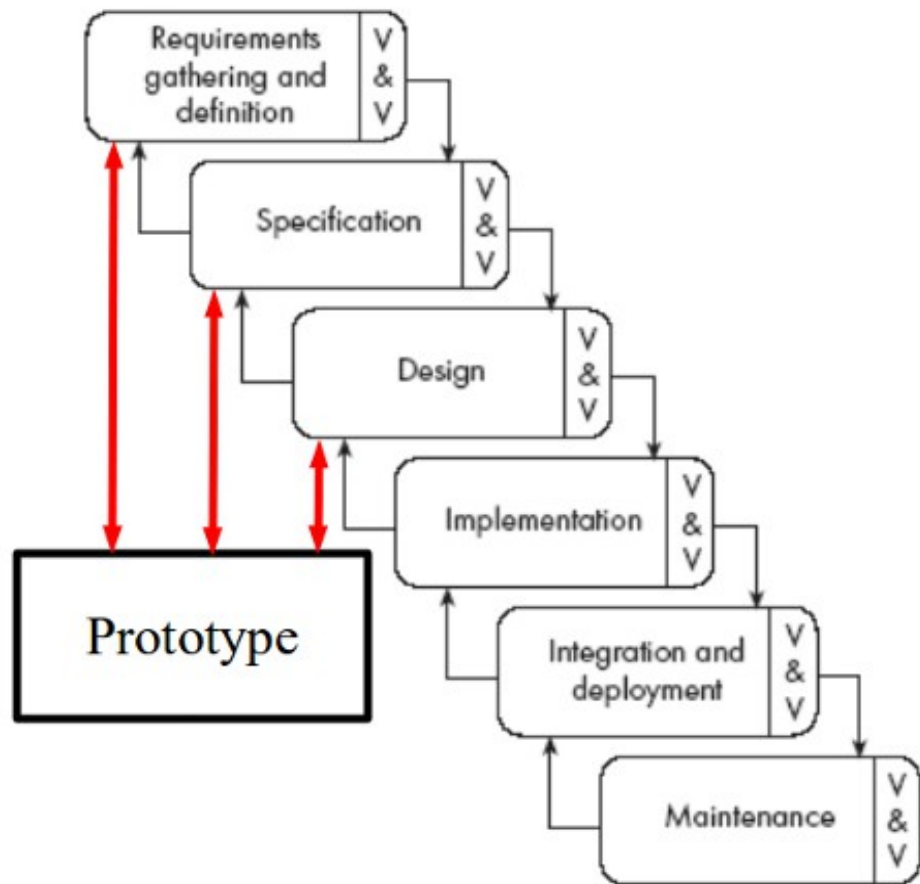 Requirements
gathering and
definition
V
&
V
Specification
V
&
V
Design
V
&
V
Implementation
V
&
V
Prototype
Integration and
deployment
V
&
V
Maintenance
V
&
V